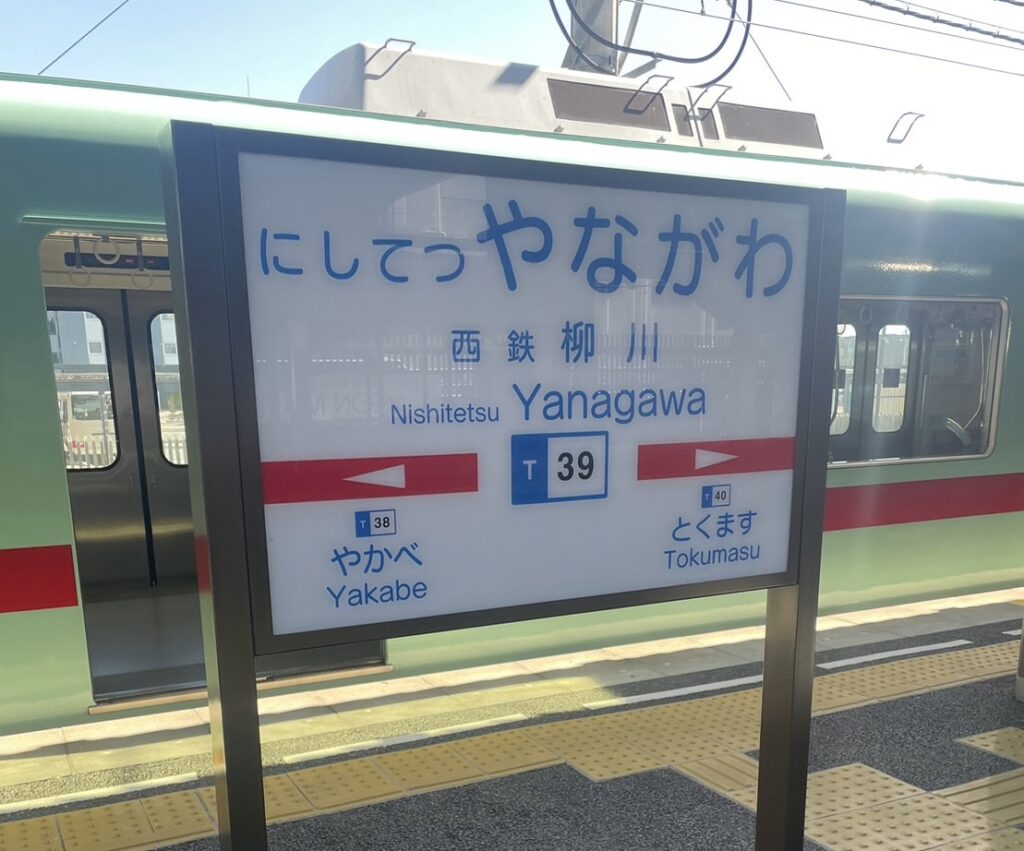 にしてつやながわ
西鉄柳川
Nishitetsu Yanagawa
T 39
T 38
やかべ
Yakabe
T 40
とくます
Tokumasu